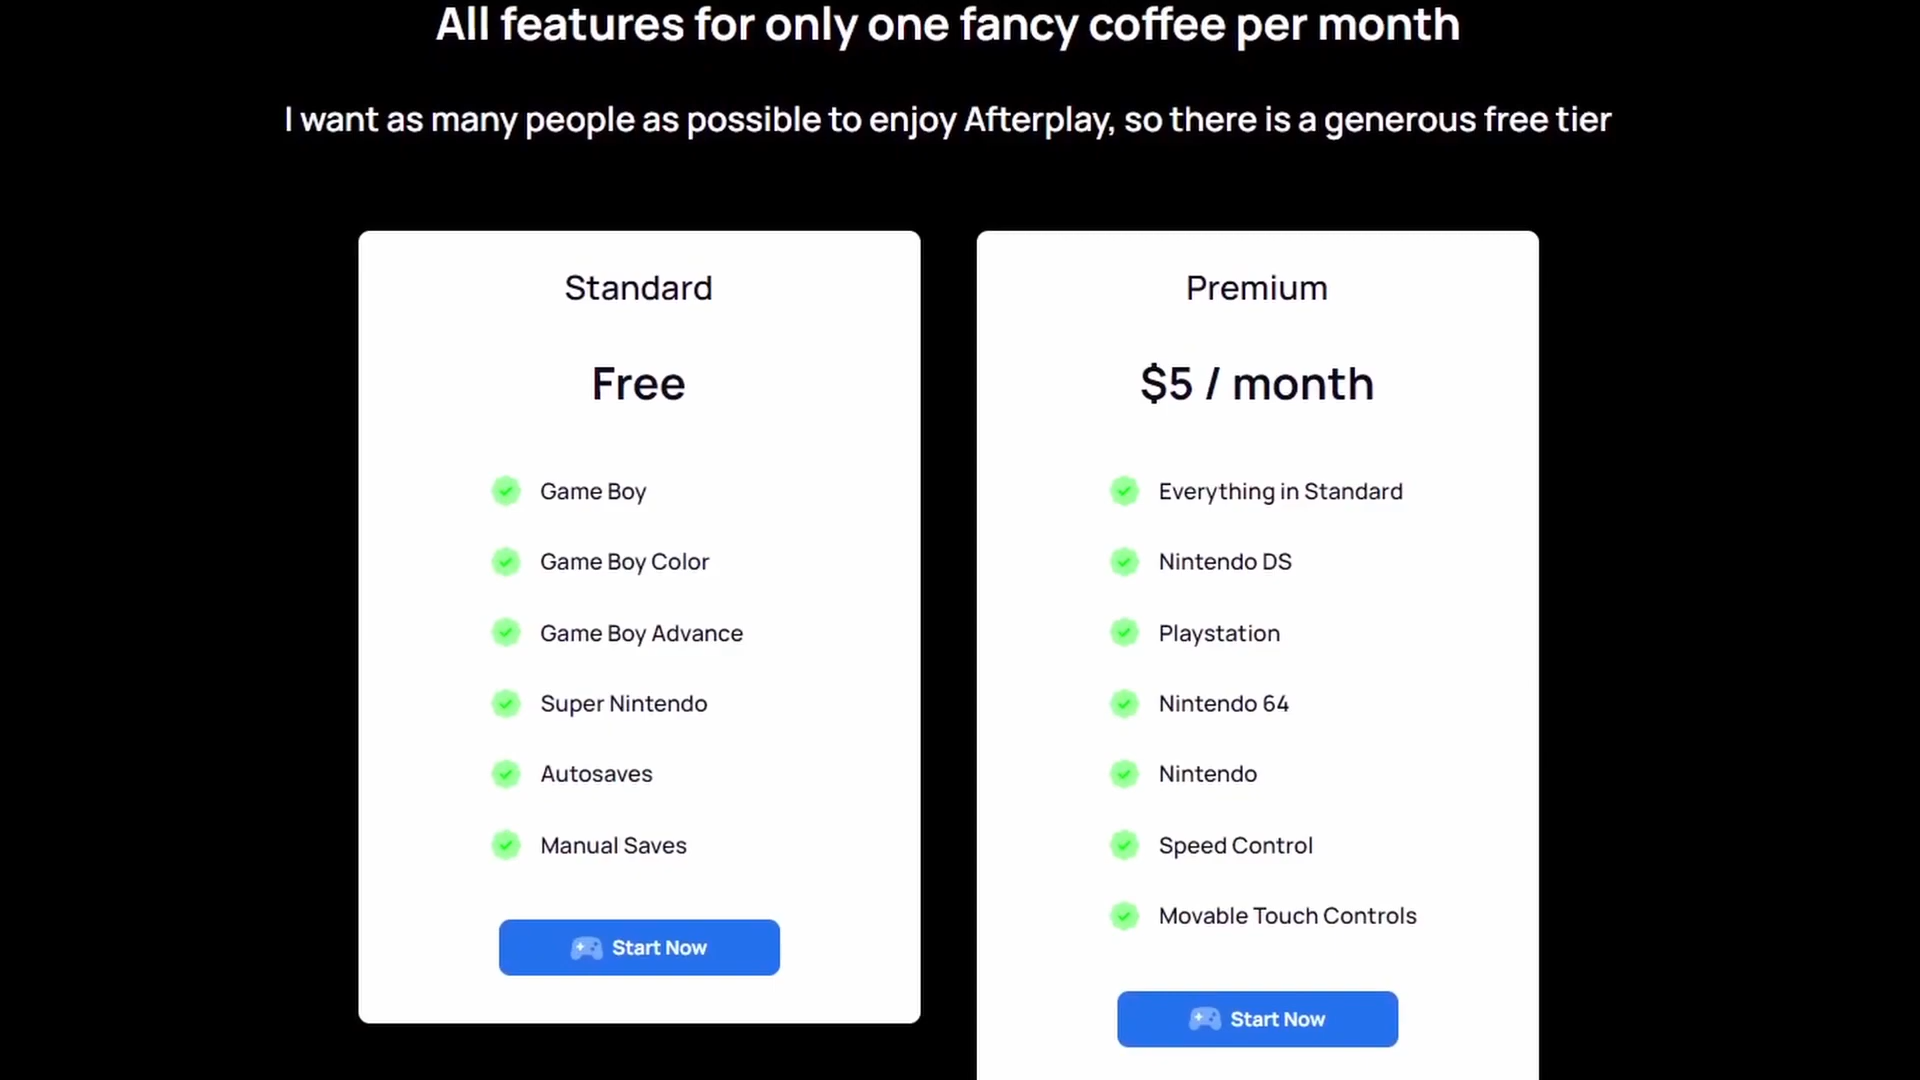 All features for only one fancy coffee per month
I want as many people as possible to enjoy Afterplay, so there is a generous free tier
Standard
Free
Game Boy
Game Boy Color
Game Boy Advance
Super Nintendo
Autosaves
Manual Saves
Start Now
Premium
$5 / month
Everything in Standard
Nintendo DS
Playstation
Nintendo 64
Nintendo
Speed Control
Movable Touch Controls
Start Now